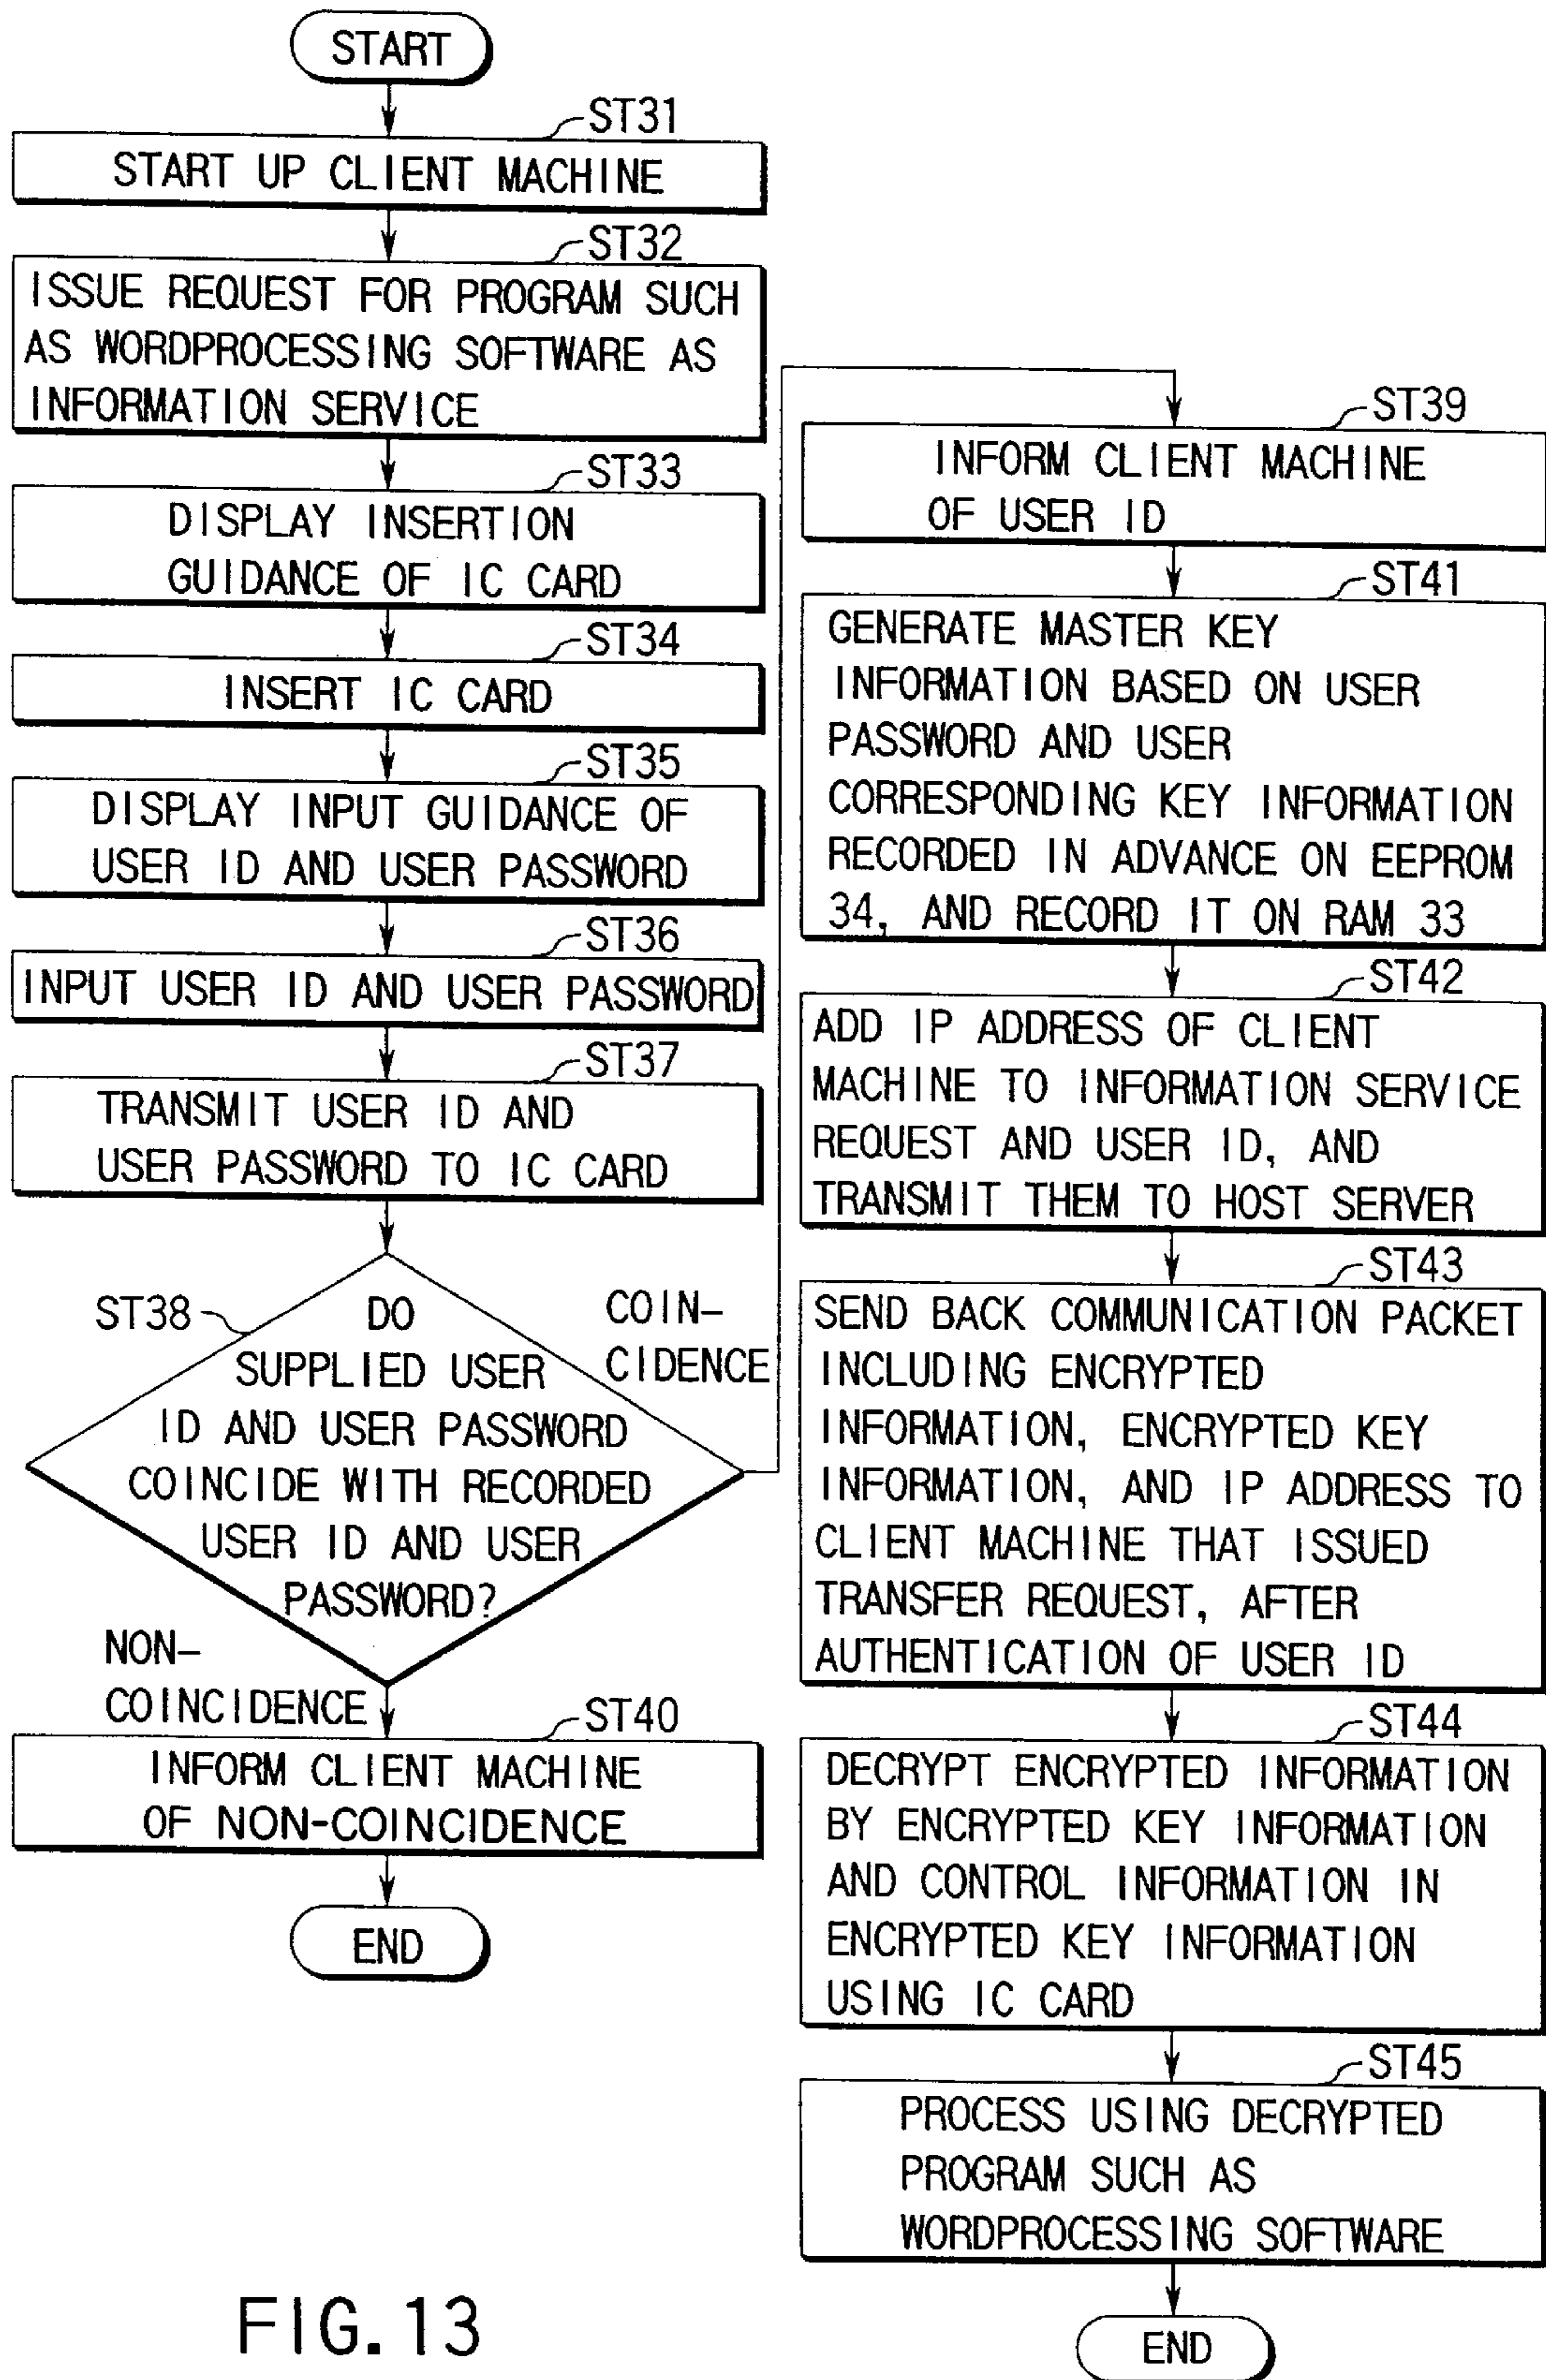 START
ST31
START UP CLIENT MACHINE
ST32
ISSUE REQUEST FOR PROGRAM SUCH
AS WORDPROCESSING SOFTWARE AS
INFORMATION SERVICE
ST33
DISPLAY INSERTION
GUIDANCE OF IC CARD
ST34
INSERT IC CARD
ST35
DISPLAY INPUT GUIDANCE OF
USER ID AND USER PASSWORD
ST36
INPUT USER ID AND USER PASSWORD
ST37
TRANSMIT USER ID AND
USER PASSWORD TO IC CARD
ST38
DO
SUPPLIED USER
ID AND USER PASSWORD
COINCIDE WITH RECORDED
USER ID AND USER
PASSWORD?
COIN-
CIDENCE
NON-
COINCIDENCE
ST40
INFORM CLIENT MACHINE
OF NON-COINCIDENCE
END
ST39
INFORM CLIENT MACHINE
OF USER ID
ST41
GENERATE MASTER KEY
INFORMATION BASED ON USER
PASSWORD AND USER
CORRESPONDING KEY INFORMATION
RECORDED IN ADVANCE ON EEPROM
34, AND RECORD IT ON RAM 33
ST42
ADD IP ADDRESS OF CLIENT
MACHINE TO INFORMATION SERVICE
REQUEST AND USER ID, AND
TRANSMIT THEM TO HOST SERVER
ST43
SEND BACK COMMUNICATION PACKET
INCLUDING ENCRYPTED
INFORMATION, ENCRYPTED KEY
INFORMATION, AND IP ADDRESS TO
CLIENT MACHINE THAT ISSUED
TRANSFER REQUEST, AFTER
AUTHENTICATION OF USER ID
ST44
DECRYPT ENCRYPTED INFORMATION
BY ENCRYPTED KEY INFORMATION
AND CONTROL INFORMATION IN
ENCRYPTED KEY INFORMATION
USING IC CARD
ST45
PROCESS USING DECRYPTED
PROGRAM SUCH AS
WORDPROCESSING SOFTWARE
END
FIG. 13